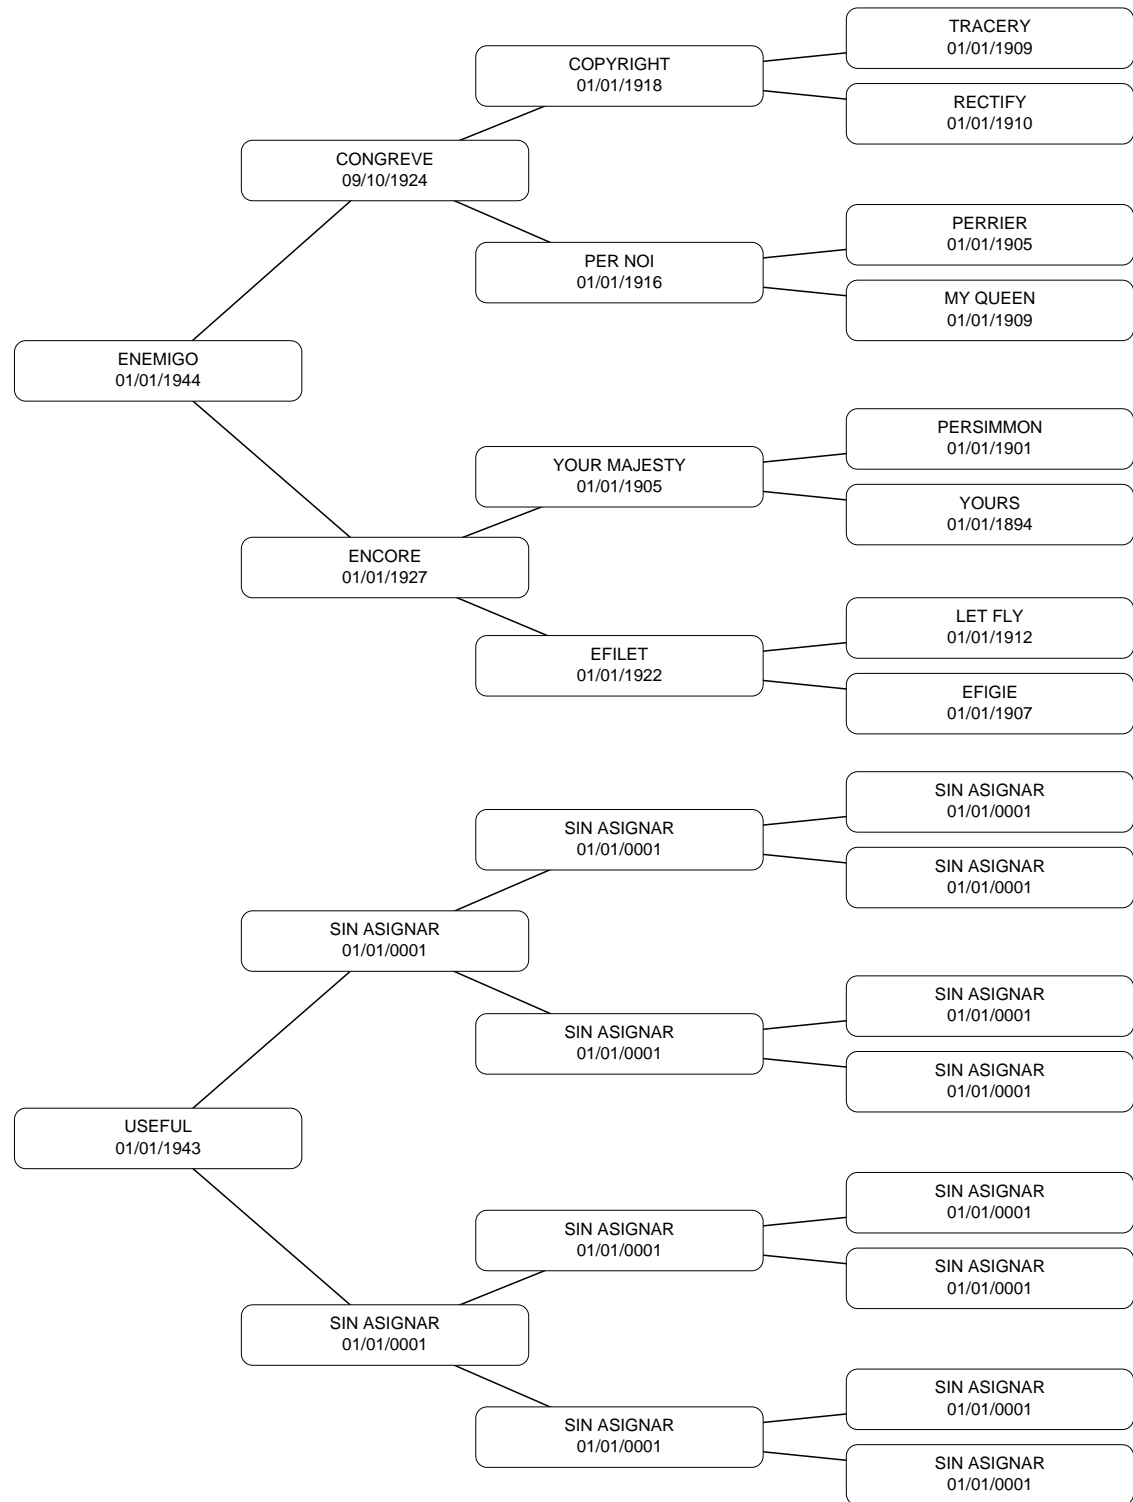 TRACERY
01/01/1909
COPYRIGHT
01/01/1918
RECTIFY
01/01/1910
CONGREVE
09/10/1924
PERRIER
01/01/1905
PER NOI
01/01/1916
MY QUEEN
01/01/1909
ENEMIGO
01/01/1944
PERSIMMON
01/01/1901
YOUR MAJESTY
01/01/1905
YOURS
01/01/1894
ENCORE
01/01/1927
LET FLY
01/01/1912
EFILET
01/01/1922
EFIGIE
01/01/1907
SIN ASIGNAR
01/01/0001
SIN ASIGNAR
01/01/0001
SIN ASIGNAR
01/01/0001
SIN ASIGNAR
01/01/0001
SIN ASIGNAR
01/01/0001
SIN ASIGNAR
01/01/0001
SIN ASIGNAR
01/01/0001
USEFUL
01/01/1943
SIN ASIGNAR
01/01/0001
SIN ASIGNAR
01/01/0001
SIN ASIGNAR
01/01/0001
SIN ASIGNAR
01/01/0001
SIN ASIGNAR
01/01/0001
SIN ASIGNAR
01/01/0001
SIN ASIGNAR
01/01/0001